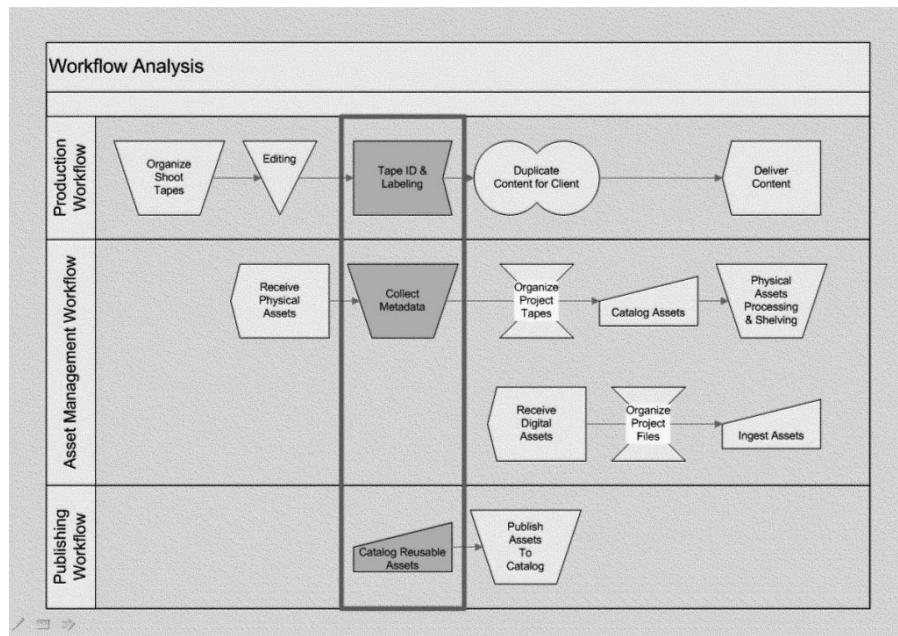 Workflow Analysis
Production
Workflow
Organize
Shoot
Tapes
Editing
Tape ID &
Labeling
Duplicate
Content for Client
Deliver
Content
Asset Management Workflow
Receive
Physical
Assets
Collect
Metadata
Organize
Project
Tapes
Catalog Assets
Physical
Assets
Processing
& Shelving
Receive
Digital
Assets
Organize
Project
Files
Ingest Assets
Publishing
Workflow
Catalog Reusable
Assets
Publish
Assets
To
Catalog